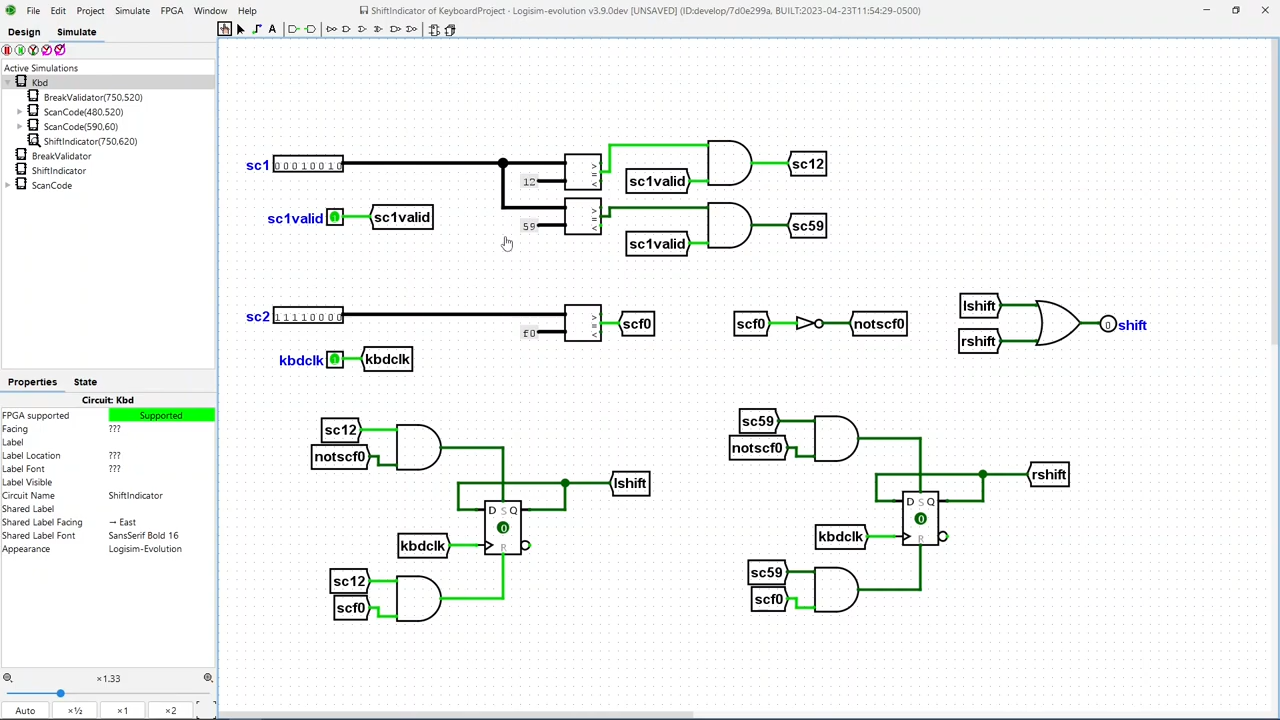 File Edit Project Simulate FPGA Window Help
ShiftIndicator of KeyboardProject - Logisim-evolution v3.9.0dev [UNSAVED] (ID:develop/7d0e299a, BUILT:2023-04-23T11:54:29-0500)
Design Simulate
A
Active Simulations
Kbd
BreakValidator(750,520)
ScanCode(480,520)
ScanCode(590,60)
ShiftIndicator(750,620)
BreakValidator
ShiftIndicator
ScanCode
Properties State
Circuit: Kbd
FPGA supported Supported
Facing ???
Label ???
Label Location ???
Label Font ???
Label Visible
Circuit Name ShiftIndicator
Shared Label
Shared Label Facing → East
Shared Label Font SansSerif Bold 16
Appearance Logisim-Evolution
×1.33
Auto ×½ ×1 ×2
sc1 00010010
> = <
12
sc1valid
sc12
sc1valid 1 sc1valid
> = <
59
sc1valid
sc59
sc2 11110000
> = <
f0
scf0
scf0 notscf0
lshift
rshift
0 shift
kbdclk 1 kbdclk
sc12
notscf0
lshift
D S Q
0
R
kbdclk
sc12
scf0
sc59
notscf0
rshift
D S Q
0
R
kbdclk
sc59
scf0